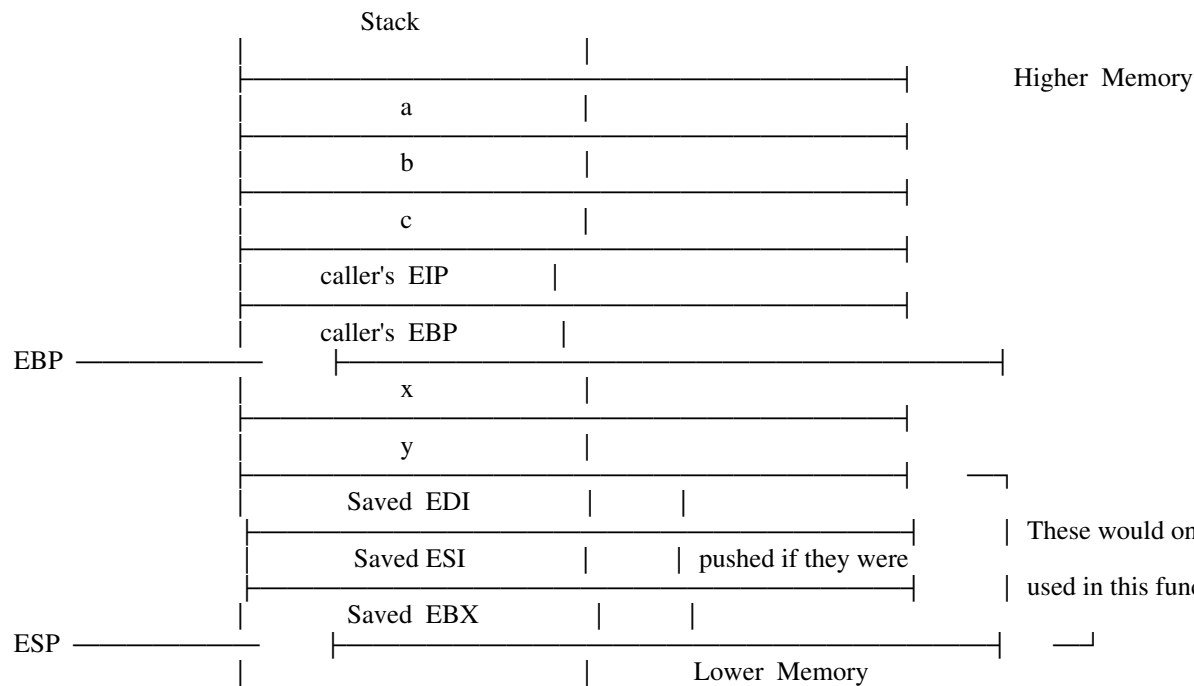 Stack
Higher Memory
a
b
c
caller's EIP
caller's EBP
EBP
x
y
Saved EDI
These would on
Saved ESI pushed if they were
used in this func
Saved EBX
ESP
Lower Memory